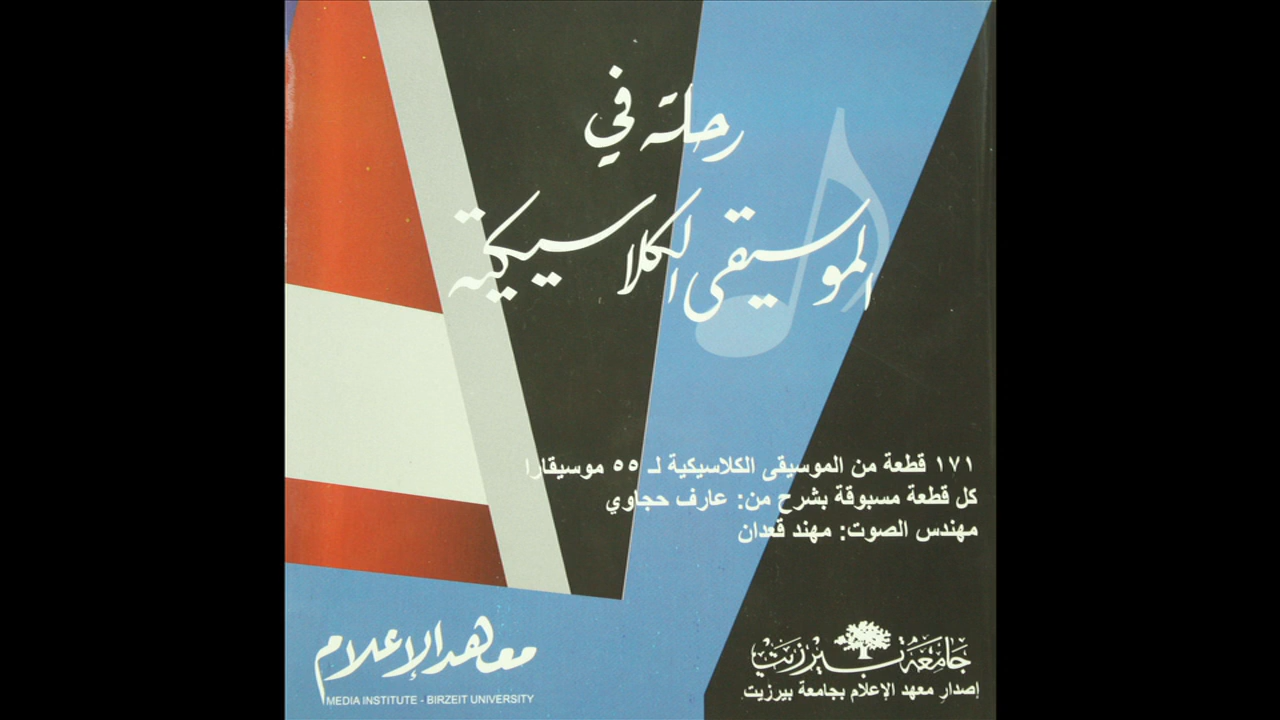 رحلة في
الموسيقى الكلاسيكية
١٧١ قطعة من الموسيقى الكلاسيكية لـ ٥٥ موسيقارا
كل قطعة مسبوقة بشرح من: عارف حجاوي
مهندس الصوت: مهند قعدان
جامعة بيرزيت
إصدار معهد الإعلام بجامعة بيرزيت
معهد الإعلام
MEDIA INSTITUTE - BIRZEIT UNIVERSITY